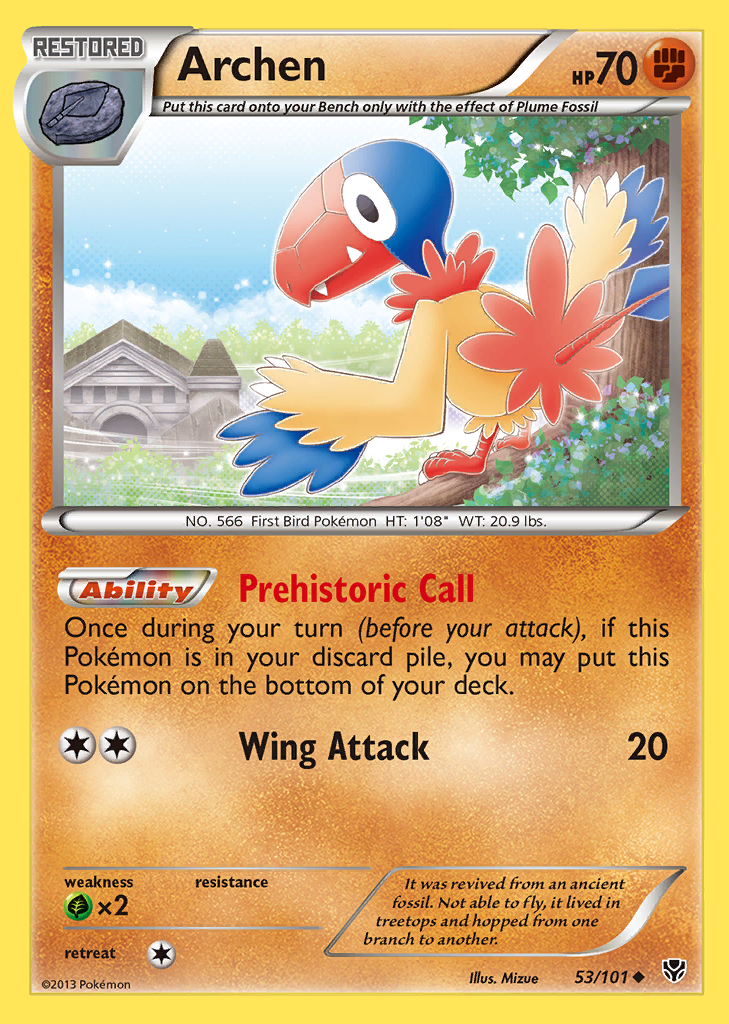 RESTORED
Archen
HP70
Put this card onto your Bench only with the effect of Plume Fossil
NO. 566 First Bird Pokémon HT: 1'08" WT: 20.9 lbs.
Ability Prehistoric Call
Once during your turn (before your attack), if this
Pokémon is in your discard pile, you may put this
Pokémon on the bottom of your deck.
Wing Attack 20
weakness resistance
×2
retreat
It was revived from an ancient
fossil. Not able to fly, it lived in
treetops and hopped from one
branch to another.
©2013 Pokémon
Illus. Mizue 53/101